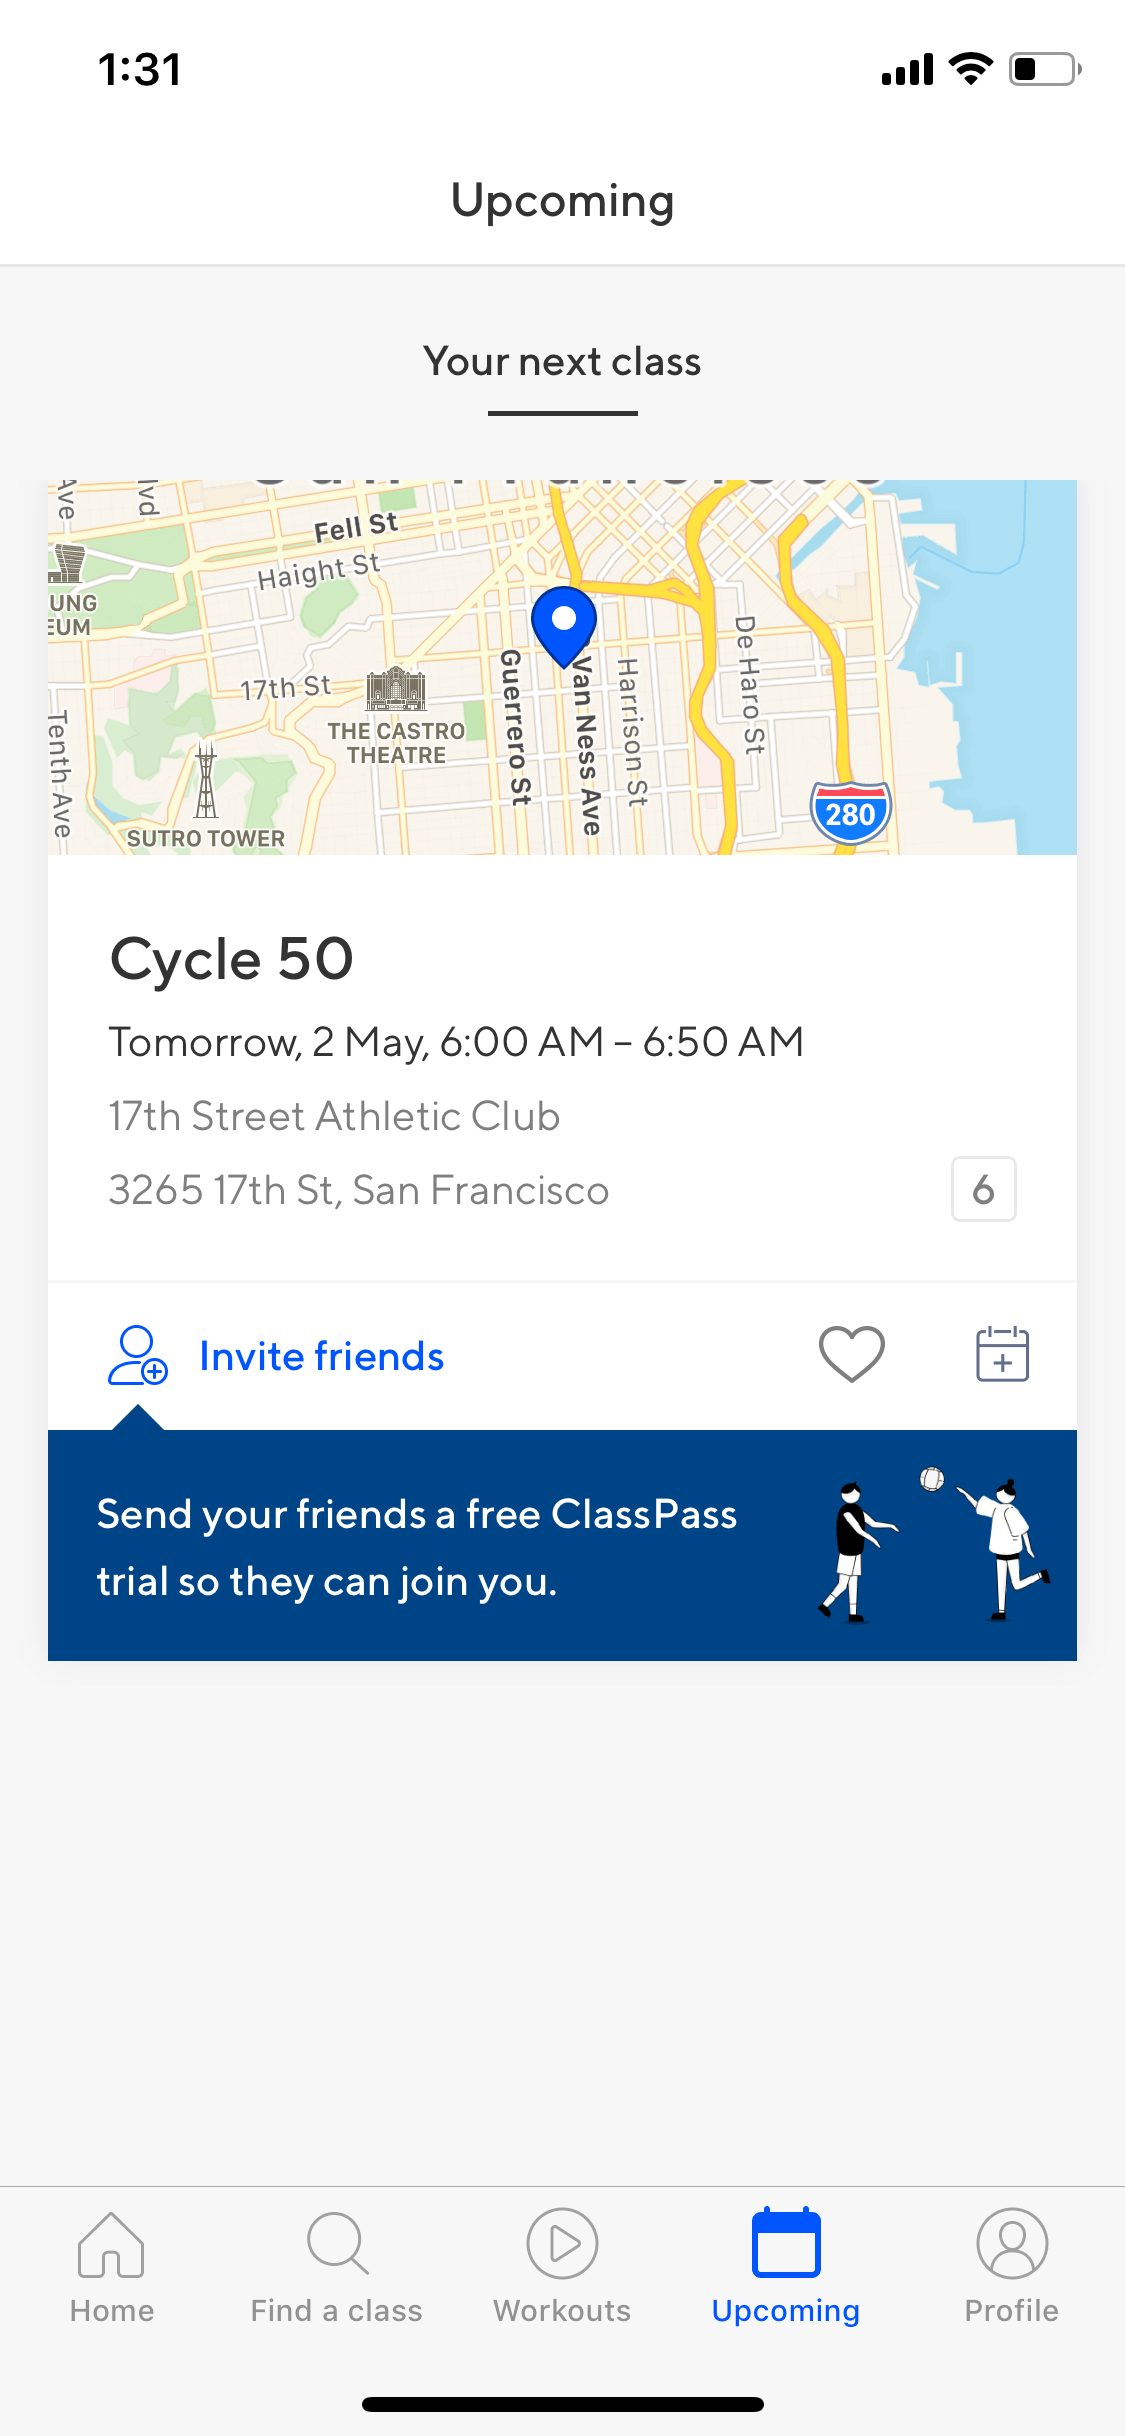 1:31
Upcoming
Your next class
Ave
lvd
Fell St
Haight St
17th St
THE CASTRO
THEATRE
Guerrero St
Van Ness Ave
Harrison St
De Haro St
Tenth Ave
SUTRO TOWER
280
Cycle 50
Tomorrow, 2 May, 6:00 AM – 6:50 AM
17th Street Athletic Club
3265 17th St, San Francisco
6
Invite friends
Send your friends a free ClassPass
trial so they can join you.
Home
Find a class
Workouts
Upcoming
Profile